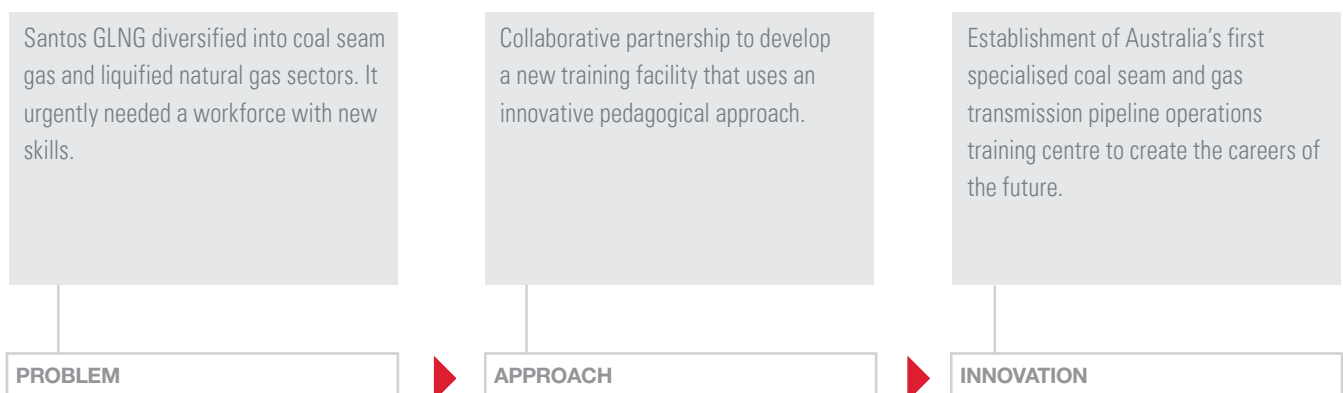 Santos GLNG diversified into coal seam
gas and liquified natural gas sectors. It
urgently needed a workforce with new
skills.
Collaborative partnership to develop
a new training facility that uses an
innovative pedagogical approach.
Establishment of Australia’s first
specialised coal seam and gas
transmission pipeline operations
training centre to create the careers of
the future.
PROBLEM
APPROACH
INNOVATION